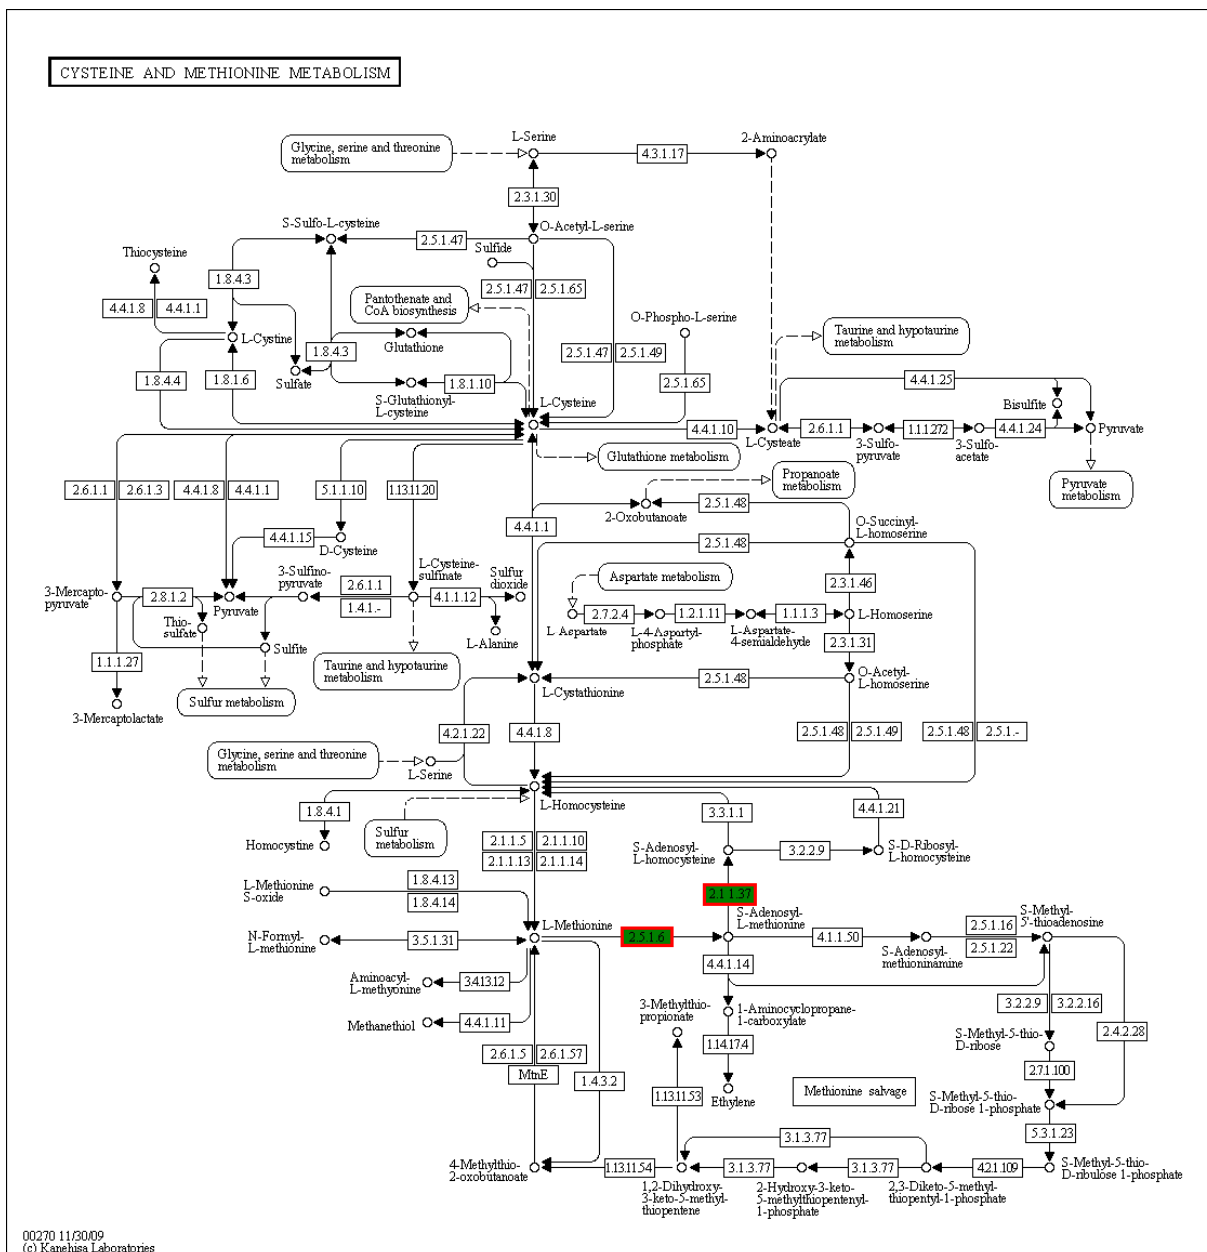 CYSTEINE AND METHIONINE METABOLISM
Glycine, serine and threonine
metabolism
L-Serine
4.3.1.17
2-Aminoacrylate
2.3.1.30
S-Sulfo-L-cysteine
2.5.1.47
O-Acetyl-L-serine
Thiocysteine
Sulfide
1.8.4.3
4.4.1.8
4.4.1.1
2.5.1.47
2.5.1.65
Pantothenate and
CoA biosynthesis
O-Phospho-L-serine
Taurine and hypotaurine
metabolism
L-Cystine
Glutathione
1.8.4.3
2.5.1.47
2.5.1.49
1.8.4.4
1.8.1.6
Sulfate
1.8.1.10
2.5.1.65
4.4.1.25
S-Glutathionyl-
L-cysteine
L-Cysteine
Bisulfite
4.4.1.10
L-Cysteate
2.6.1.1
3-Sulfo-
pyruvate
1.1.1.272
3-Sulfo-
acetate
4.4.1.24
Pyruvate
Glutathione metabolism
Propanoate
metabolism
Pyruvate
metabolism
2.6.1.1
2.6.1.3
4.4.1.8
4.4.1.1
5.1.1.10
1.13.11.20
2-Oxobutanoate
2.5.1.48
4.4.1.1
O-Succinyl-
L-homoserine
4.4.1.15
D-Cysteine
2.5.1.48
3-Sulfino-
pyruvate
L-Cysteine-
sulfinate
Sulfur
dioxide
Aspartate metabolism
2.3.1.46
3-Mercapto-
pyruvate
2.8.1.2
Pyruvate
2.6.1.1
1.4.1.-
4.1.1.12
L-Aspartate
2.7.2.4
L-4-Aspartyl-
phosphate
1.2.1.11
L-Aspartate-
4-semialdehyde
1.1.1.3
L-Homoserine
Thio-
sulfate
Sulfite
L-Alanine
2.3.1.31
1.1.1.27
Taurine and hypotaurine
metabolism
Sulfur metabolism
3-Mercaptolactate
L-Cystathionine
2.5.1.48
O-Acetyl-
L-homoserine
4.2.1.22
4.4.1.8
2.5.1.48
2.5.1.49
2.5.1.48
2.5.1.-
Glycine, serine and threonine
metabolism
L-Serine
L-Homocysteine
1.8.4.1
Sulfur
metabolism
3.3.1.1
4.4.1.21
Homocystine
2.1.1.5
2.1.1.10
2.1.1.13
2.1.1.14
S-Adenosyl-
L-homocysteine
3.2.2.9
S-D-Ribosyl-
L-homocysteine
L-Methionine
S-oxide
1.8.4.13
1.8.4.14
2.1.1.37
N-Formyl-
L-methionine
3.5.1.31
L-Methionine
2.5.1.6
S-Adenosyl-
L-methionine
4.1.1.50
S-Adenosyl-
methioninamine
2.5.1.16
2.5.1.22
S-Methyl-
5'-thioadenosine
Aminoacyl-
L-methyonine
3.4.13.12
4.4.1.14
Methanethiol
4.4.1.11
3-Methylthio-
propionate
1-Aminocyclopropane-
1-carboxylate
3.2.2.9
3.2.2.16
2.4.2.28
2.6.1.5
2.6.1.57
MtnE
1.4.3.2
1.14.17.4
S-Methyl-5-thio-
D-ribose
2.7.1.100
1.13.11.53
Ethylene
Methionine salvage
S-Methyl-5-thio-
D-ribose 1-phosphate
3.1.3.77
5.3.1.23
4-Methylthio-
2-oxobutanoate
1.13.11.54
1,2-Dihydroxy-
3-keto-5-methyl-
thiopentene
3.1.3.77
2-Hydroxy-3-keto-
5-methylthiopentenyl-
1-phosphate
3.1.3.77
2,3-Diketo-5-methyl-
thiopentyl-1-phosphate
4.2.1.109
S-Methyl-5-thio-
D-ribulose 1-phosphate
00270 11/30/09
(c) Kanehisa Laboratories